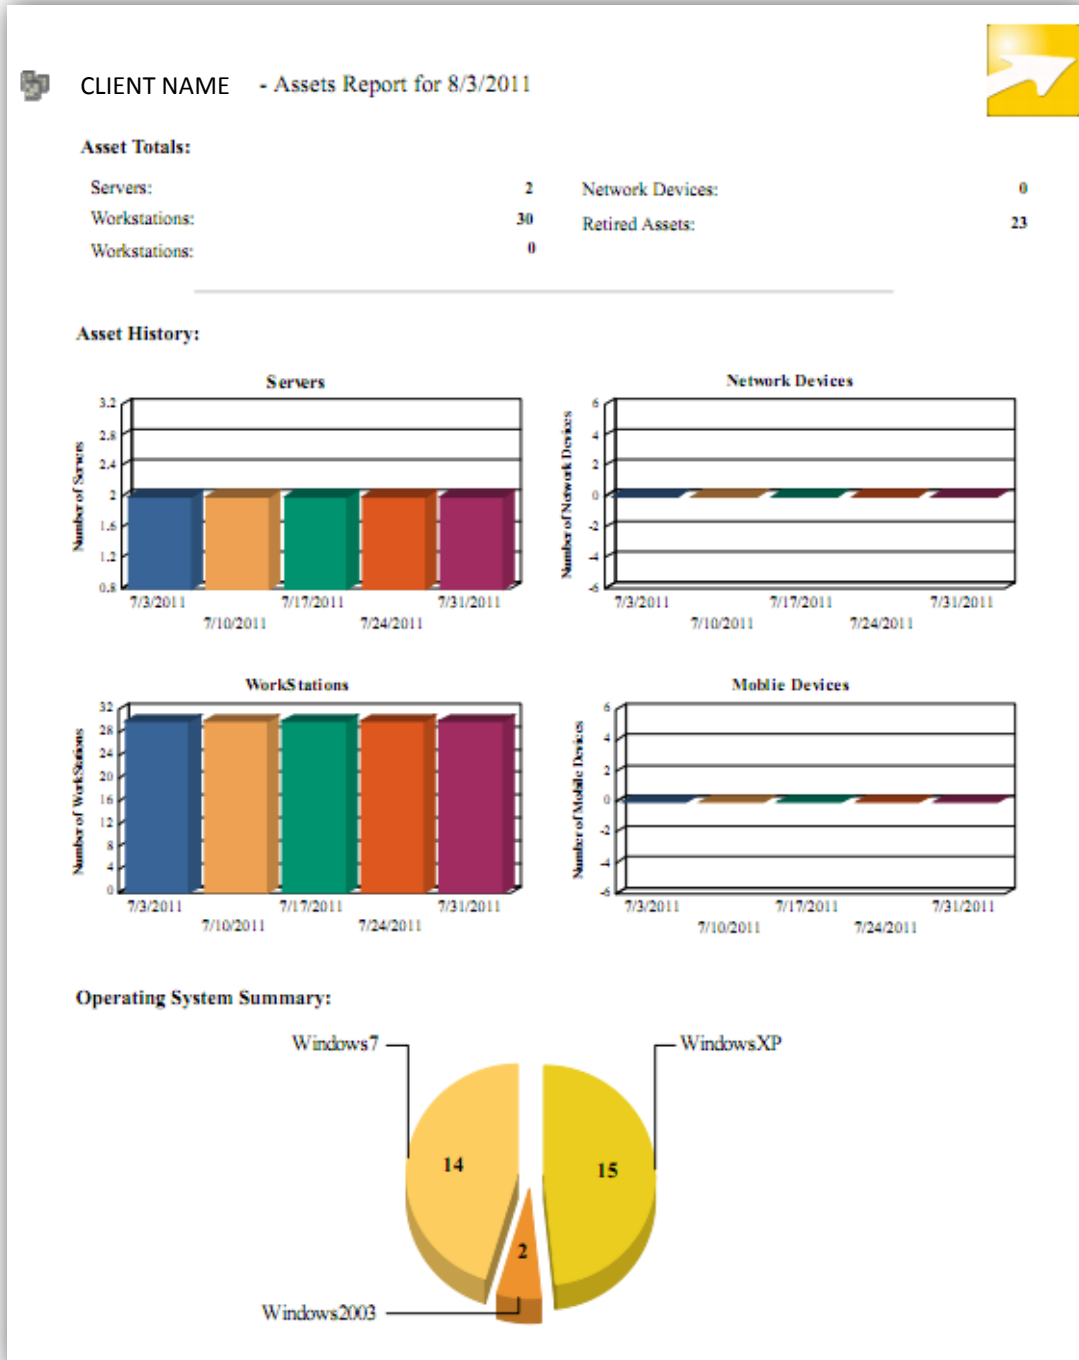 CLIENT NAME - Assets Report for 8/3/2011
Asset Totals:
Servers: 2 Network Devices: 0
Workstations: 30 Retired Assets: 23
Workstations: 0
Asset History:
Servers
Number of Servers
3.2
2.8
2.4
2
1.6
1.2
0.8
7/3/2011 7/17/2011 7/31/2011
7/10/2011 7/24/2011
Network Devices
Number of Network Devices
6
4
2
0
-2
-4
-6
7/3/2011 7/17/2011 7/31/2011
7/10/2011 7/24/2011
WorkStations
Number of WorkStations
32
28
24
20
16
12
8
4
0
7/3/2011 7/17/2011 7/31/2011
7/10/2011 7/24/2011
Moblie Devices
Number of Mobile Devices
6
4
2
0
-2
-4
-6
7/3/2011 7/17/2011 7/31/2011
7/10/2011 7/24/2011
Operating System Summary:
Windows7 WindowsXP
14 15
2
Windows2003